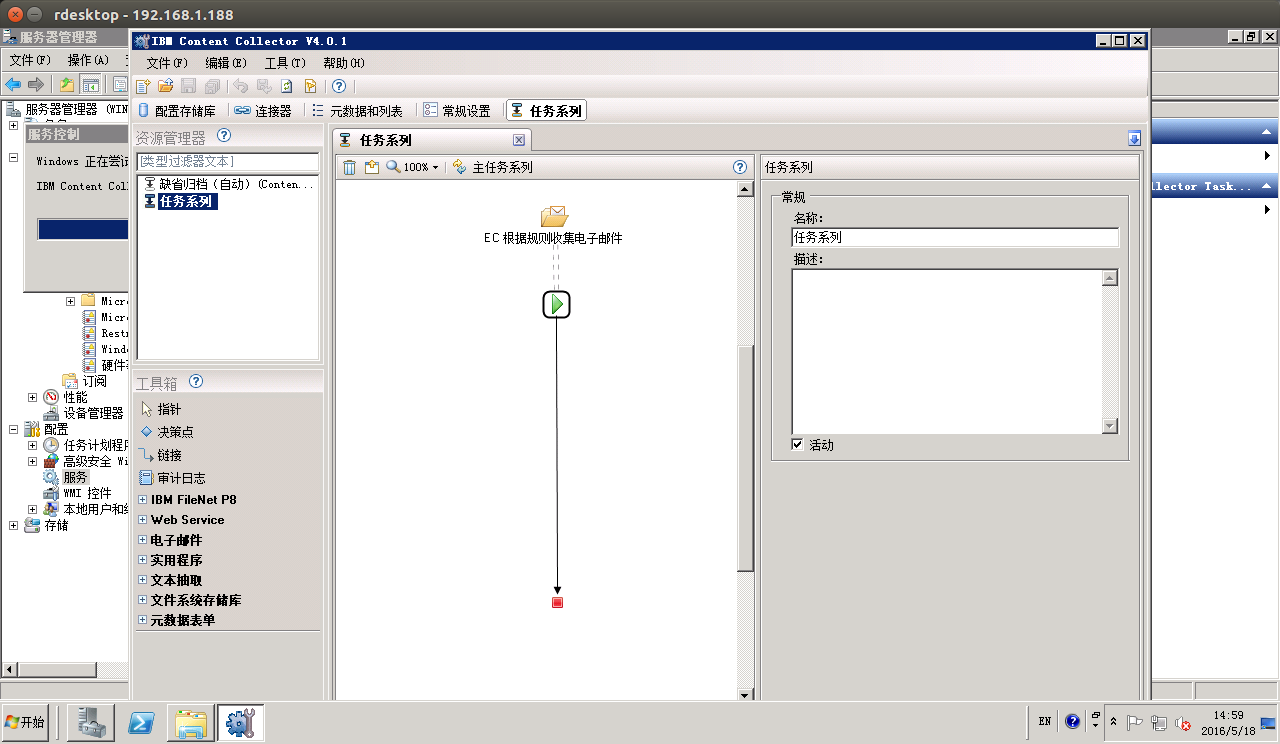 rdesktop - 192.168.1.188
服务器管理器
文件(F) 操作(A)
服务器管理器 (WIN
服务控制
Windows 正在尝试
IBM Content Coll
Micr
Micr
Restr
Windo
硬件
订阅
性能
设备管理器
配置
任务计划程序
高级安全 Wi
服务
WMI 控件
本地用户和组
存储
IBM Content Collector V4.0.1
文件(F) 编辑(E) 工具(T) 帮助(H)
配置存储库 连接器 元数据和列表 常规设置 任务系列
资源管理器
[类型过滤器文本]
缺省归档（自动）(Conten...
任务系列
工具箱
指针
决策点
链接
审计日志
IBM FileNet P8
Web Service
电子邮件
实用程序
文本抽取
文件系统存储库
元数据表单
任务系列
100% 主任务系列
EC 根据规则收集电子邮件
任务系列
常规
名称:
任务系列
描述:
活动
llector Task...
开始
EN
14:59
2016/5/18